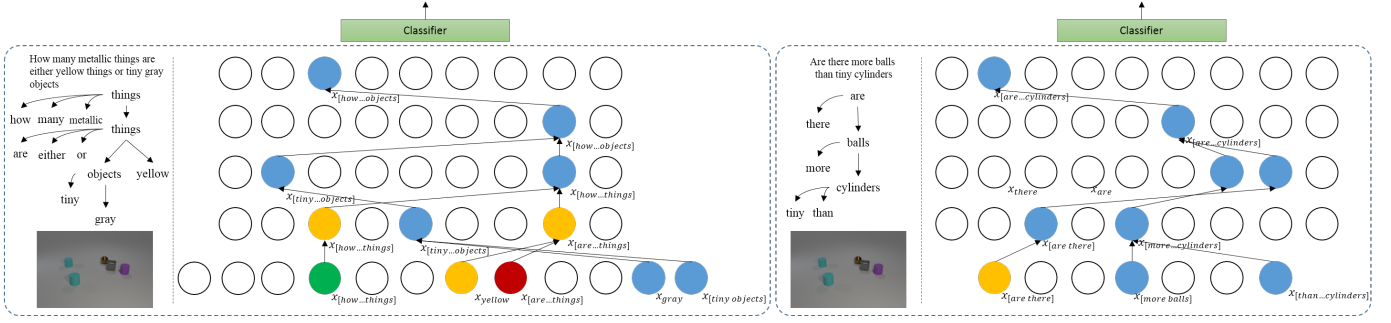 Classifier
How many metallic things are
either yellow things or tiny gray
objects
things
how many metallic
things
are either or
objects yellow
tiny
gray
x[how…objects]
x[how…objects]
x[tiny…objects]
x[how…things]
x[how…things]
x[tiny…objects]
x[are…things]
x[how…things]
xyellow
x[are…things]
xgray
x[tiny objects]
Classifier
Are there more balls
than tiny cylinders
are
there
balls
more
cylinders
tiny than
x[are…cylinders]
x[are…cylinders]
xthere
xare
x[are there]
x[more…cylinders]
x[are there]
x[more balls]
x[than…cylinders]